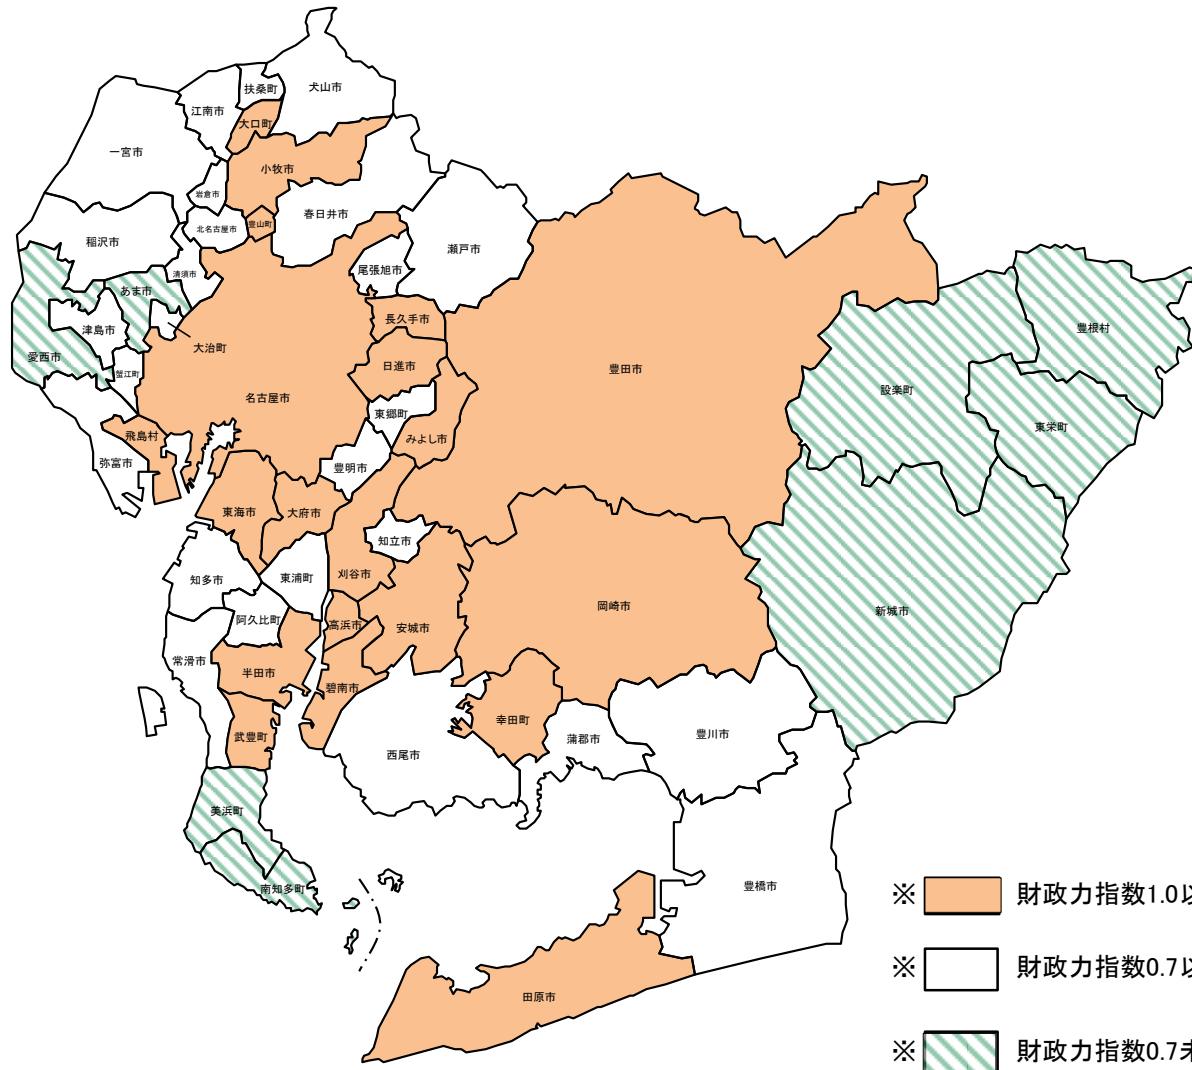 扶桑町
犬山市
江南市
大口町
一宮市
小牧市
岩倉市
春日井市
北名古屋市
豊山町
稲沢市
瀬戸市
尾張旭市
清須市
あま市
長久手市
津島市
大治町
豊根村
愛西市
蟹江町
日進市
豊田市
設楽町
名古屋市
東郷町
東栄町
飛島村
みよし市
弥富市
豊明市
東海市
大府市
知立市
知多市
東浦町
刈谷市
岡崎市
新城市
阿久比町
高浜市
安城市
常滑市
半田市
碧南市
幸田町
武豊町
蒲郡市
豊川市
西尾市
美浜町
南知多町
豊橋市
※ 財政力指数1.0以
※ 財政力指数0.7以
田原市
※ 財政力指数0.7未